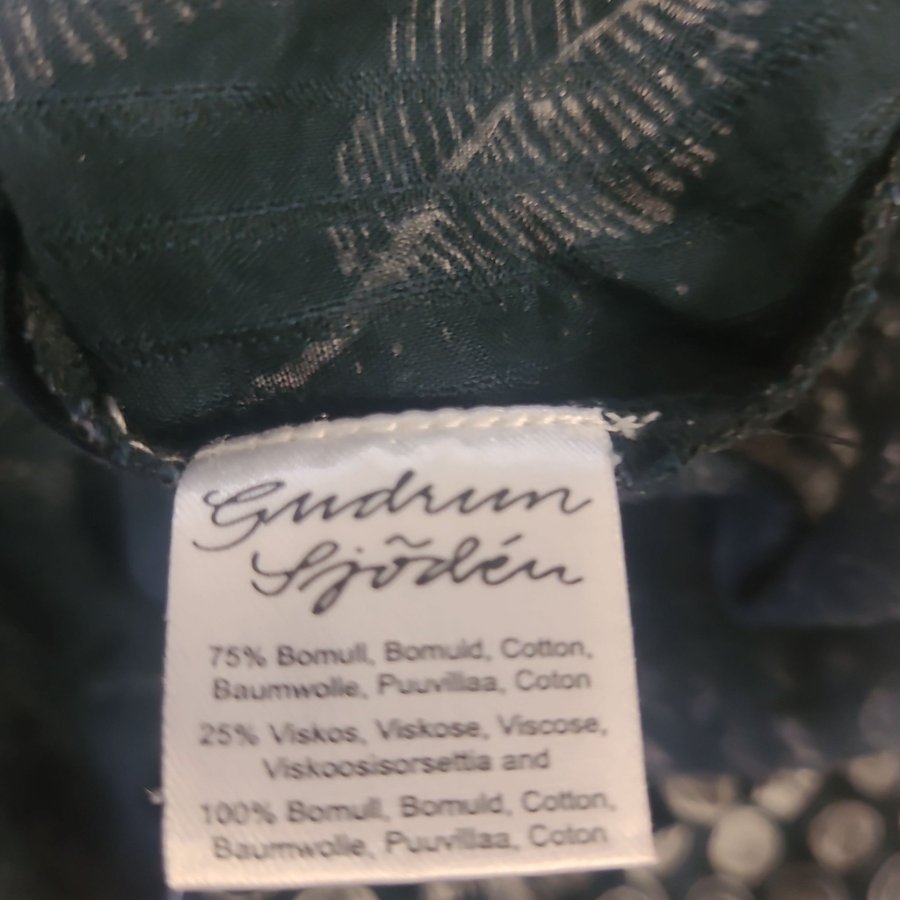 Gudrun
Sjödén
75% Bomull, Bomuld, Cotton,
Baumwolle, Puuvillaa, Coton
25% Viskos, Viskose, Viscose,
Viskoosisorsettia and
100% Bomull, Bomuld, Cotton,
Baumwolle, Puuvillaa, Coton